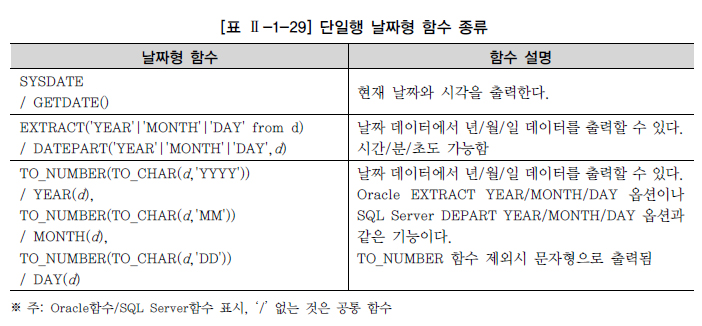 [표 Ⅱ-1-29] 단일행 날짜형 함수 종류
날짜형 함수
함수 설명
SYSDATE
/ GETDATE()
현재 날짜와 시각을 출력한다.
EXTRACT('YEAR'|'MONTH'|'DAY' from d)
/ DATEPART('YEAR'|'MONTH'|'DAY',d)
날짜 데이터에서 년/월/일 데이터를 출력할 수 있다.
시간/분/초도 가능함
TO_NUMBER(TO_CHAR(d,'YYYY'))
/ YEAR(d),
TO_NUMBER(TO_CHAR(d,'MM'))
/ MONTH(d),
TO_NUMBER(TO_CHAR(d,'DD'))
/ DAY(d)
날짜 데이터에서 년/월/일 데이터를 출력할 수 있다.
Oracle EXTRACT YEAR/MONTH/DAY 옵션이나
SQL Server DEPART YEAR/MONTH/DAY 옵션과
같은 기능이다.
TO_NUMBER 함수 제외시 문자형으로 출력됨
※ 주: Oracle함수/SQL Server함수 표시, '/' 없는 것은 공통 함수